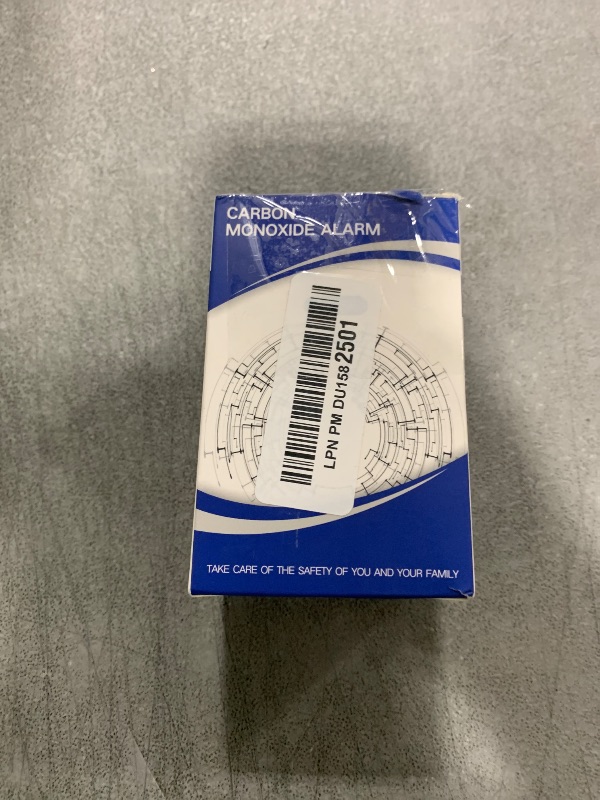 CARBON
MONOXIDE ALARM
LPN PM DU158 2501
TAKE CARE OF THE SAFETY OF YOU AND YOUR FAMILY